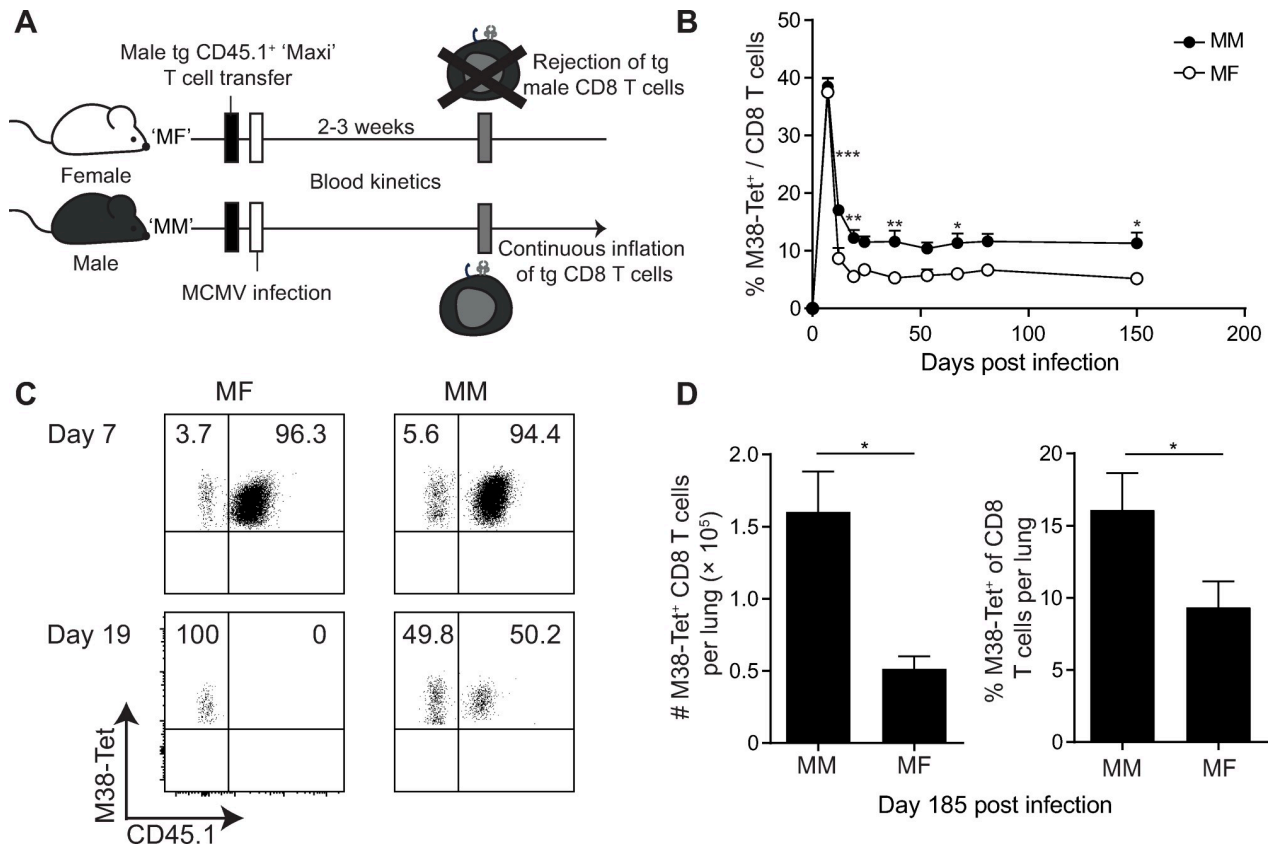 A
Male tg CD45.1⁺ ‘Maxi’
T cell transfer
Rejection of tg
male CD8 T cells
‘MF’
2-3 weeks
Female
Blood kinetics
‘MM’
Male
Continuous inflation
of tg CD8 T cells
MCMV infection
B
% M38-Tet⁺ / CD8 T cells
50
40
30
20
10
0
MM
MF
***
**
**
*
*
0
50
100
150
200
Days post infection
C
MF
MM
Day 7
3.7
96.3
5.6
94.4
Day 19
100
0
49.8
50.2
M38-Tet
CD45.1
D
# M38-Tet⁺ CD8 T cells
per lung (× 10⁵)
2.0
1.5
1.0
0.5
0
*
MM
MF
% M38-Tet⁺ of CD8
T cells per lung
20
15
10
5
0
*
MM
MF
Day 185 post infection